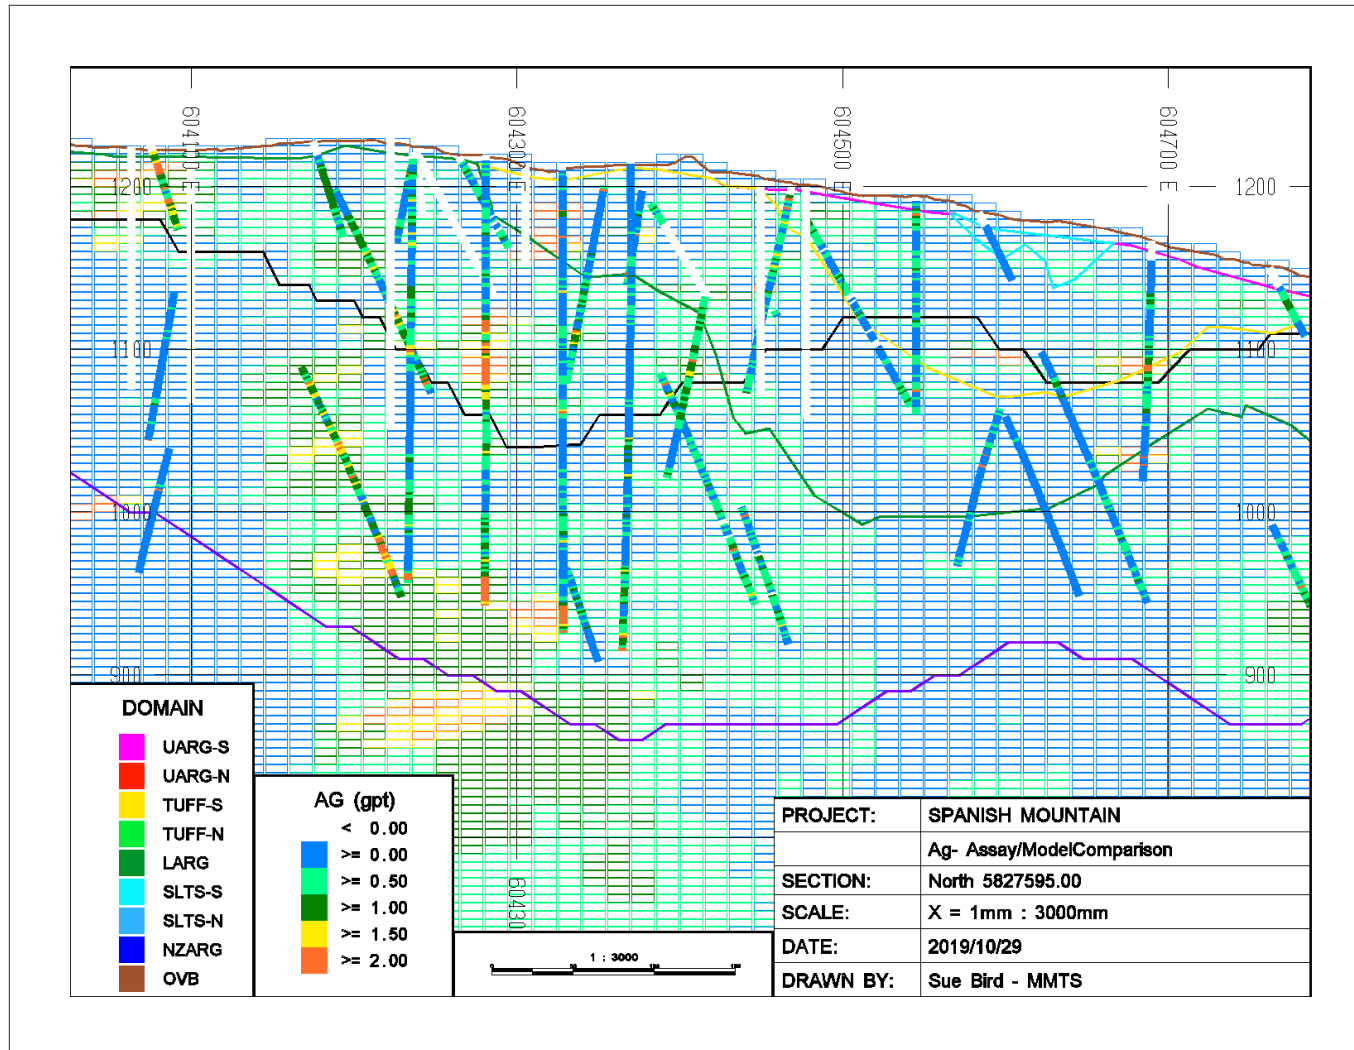 604100 E
604300 E
604500 E
604700 E
1200
1200
1100
1100
1000
1000
900
900
60430
DOMAIN
UARG-S
UARG-N
TUFF-S
TUFF-N
LARG
SLTS-S
SLTS-N
NZARG
OVB
AG (gpt)
< 0.00
>= 0.00
>= 0.50
>= 1.00
>= 1.50
>= 2.00
1 : 3000
0
PROJECT: SPANISH MOUNTAIN
Ag- Assay/ModelComparison
SECTION: North 5827595.00
SCALE: X = 1mm : 3000mm
DATE: 2019/10/29
DRAWN BY: Sue Bird - MMTS